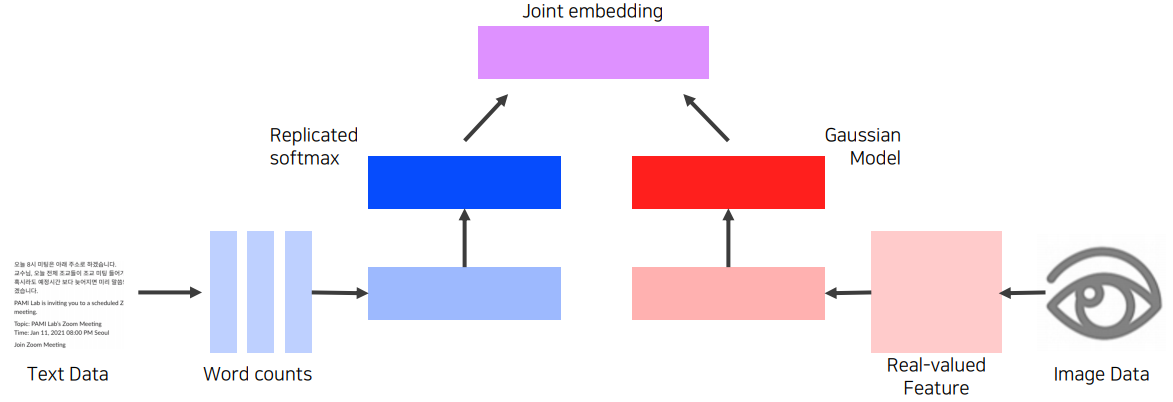 Joint embedding
Replicated
softmax
Gaussian
Model
오늘 8시 미팅은 아래 주소로 하겠습니다.
교수님, 오늘 전체 조교들이 조교 미팅 들어?
혹시라도 예정시간 보다 늦어지면 미리 말씀!
겠습니다.
PAMI Lab is inviting you to a scheduled Z
meeting.
Topic: PAMI Lab's Zoom Meeting
Time: Jan 11, 2021 08:00 PM Seoul
Join Zoom Meeting
Text Data
Word counts
Real-valued
Feature
Image Data